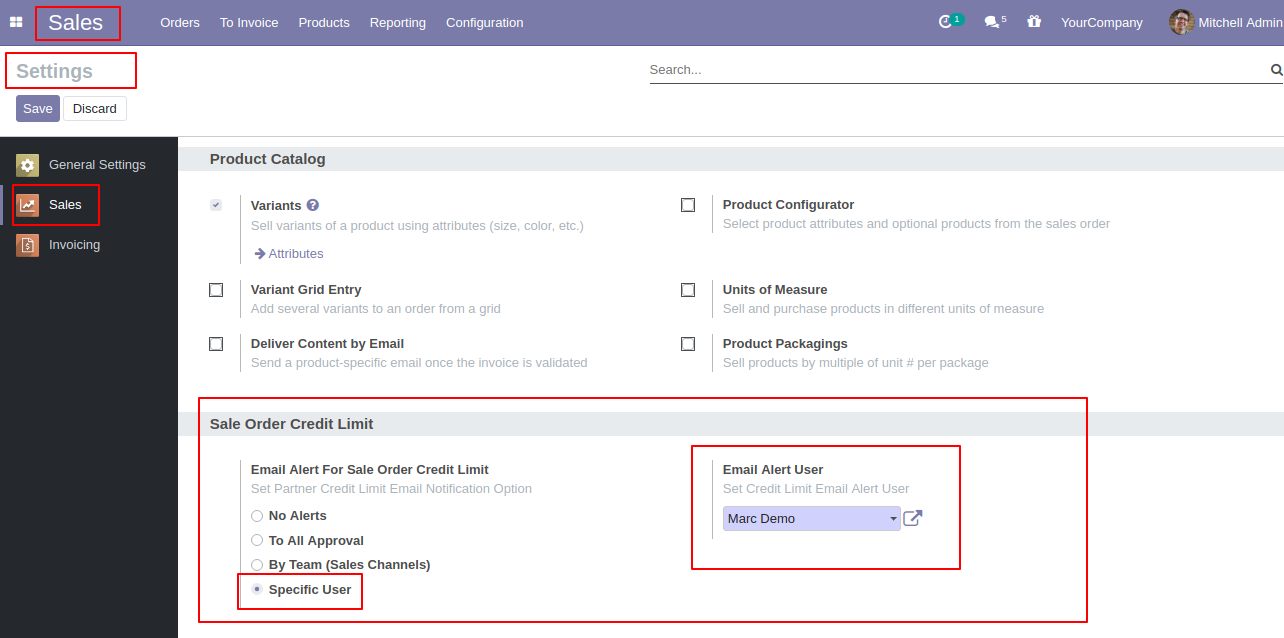 Sales Orders To Invoice Products Reporting Configuration 1 5 YourCompany Mitchell Admin
Settings
Search...
Save Discard
General Settings
Sales
Invoicing
Product Catalog
Variants ?
Sell variants of a product using attributes (size, color, etc.)
Attributes
Product Configurator
Select product attributes and optional products from the sales order
Variant Grid Entry
Add several variants to an order from a grid
Units of Measure
Sell and purchase products in different units of measure
Deliver Content by Email
Send a product-specific email once the invoice is validated
Product Packagings
Sell products by multiple of unit # per package
Sale Order Credit Limit
Email Alert For Sale Order Credit Limit
Set Partner Credit Limit Email Notification Option
No Alerts
To All Approval
By Team (Sales Channels)
Specific User
Email Alert User
Set Credit Limit Email Alert User
Marc Demo